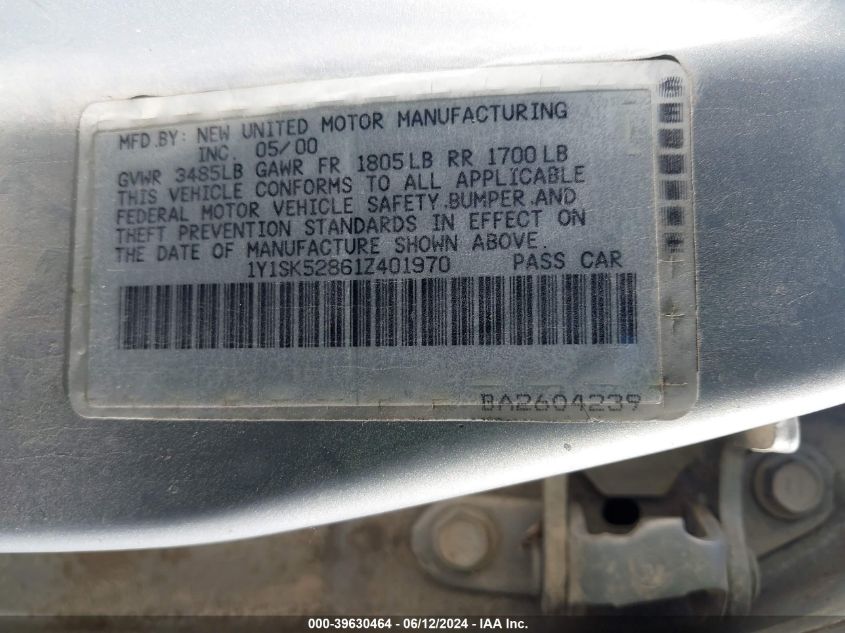 MFD.BY: NEW UNITED MOTOR MANUFACTURING
INC. 05/00
GVWR 3485LB GAWR FR 1805LB RR 1700LB
THIS VEHICLE CONFORMS TO ALL APPLICABLE
FEDERAL MOTOR VEHICLE SAFETY.BUMPER.AND
THEFT PREVENTION STANDARDS IN EFFECT ON
THE DATE OF MANUFACTURE SHOWN ABOVE.
1Y1SK52861Z401970 PASS CAR
BA2604239
000-39630464 - 06/12/2024 - IAA Inc.